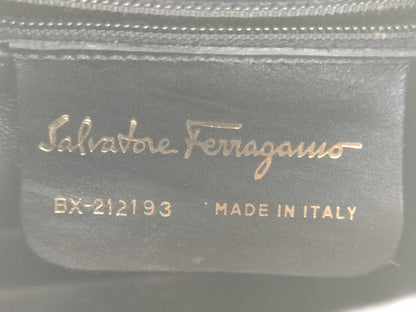 Salvatore Ferragamo
BX-212193 MADE IN ITALY